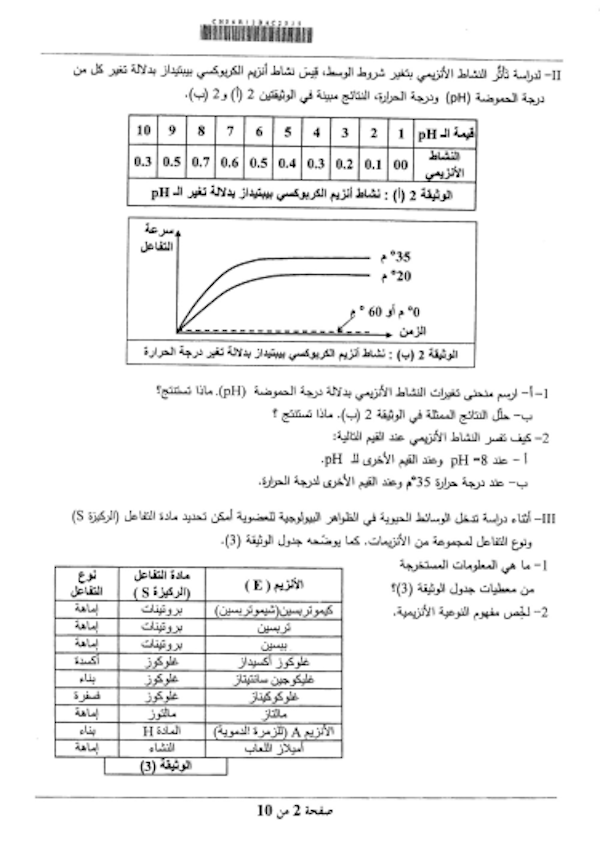 II- لدراسة تأثر النشاط الأنزيمي بتغير شروط الوسط، قيس نشاط أنزيم الكربوكسي بيبتيداز بدلالة تغير كل من
درجة الحموضة (pH) ودرجة الحرارة، النتائج مبينة في الوثيقتين 2 (أ) و2 (ب).
قيمة الـ pH 1 2 3 4 5 6 7 8 9 10
النشاط الأنزيمي 00 0.1 0.2 0.3 0.4 0.5 0.6 0.7 0.5 0.3
الوثيقة 2 (أ) : نشاط أنزيم الكربوكسي بيبتيداز بدلالة تغير الـ pH
سرعة
التفاعل
35° م
20° م
0° م أو 60 ° م
الزمن
الوثيقة 2 (ب) : نشاط أنزيم الكربوكسي بيبتيداز بدلالة تغير درجة الحرارة
1- أ- ارسم منحنى تغيرات النشاط الأنزيمي بدلالة درجة الحموضة (pH). ماذا تستنتج؟
ب- حلّل النتائج الممثلة في الوثيقة 2 (ب). ماذا تستنتج ؟
2- كيف تفسر النشاط الأنزيمي عند القيم التالية:
أ - عند pH =8 وعند القيم الأخرى للـ pH.
ب- عند درجة حرارة 35°م وعند القيم الأخرى لدرجة الحرارة.
III- أثناء دراسة تدخل الوسائط الحيوية في الظواهر البيولوجية للعضوية أمكن تحديد مادة التفاعل (الركيزة S)
ونوع التفاعل لمجموعة من الأنزيمات. كما يوضّحه جدول الوثيقة (3).
1- ما هي المعلومات المستخرجة
من معطيات جدول الوثيقة (3)؟
2- لخّص مفهوم النوعية الأنزيمية.
الأنزيم ( E ) مادة التفاعل (الركيزة S ) نوع التفاعل
كيموتربسين(شيموتربسين) بروتينات إماهة
تربسين بروتينات إماهة
ببسين بروتينات إماهة
غلوكوز أكسيداز غلوكوز أكسدة
غليكوجين سانتيتاز غلوكوز بناء
غلوكوكيناز غلوكوز فسفرة
مالتاز مالتوز إماهة
الأنزيم A (للزمرة الدموية) المادة H بناء
أميلاز اللعاب النشاء إماهة
الوثيقة (3)
صفحة 2 من 10